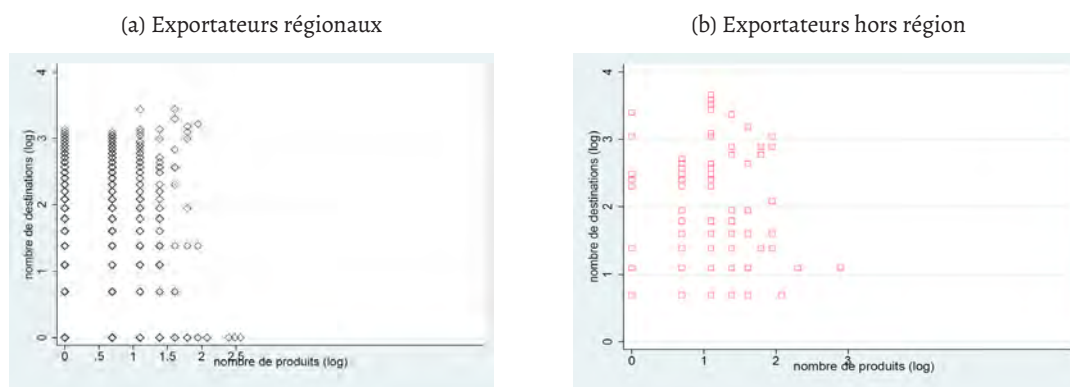 (a) Exportateurs régionaux
nombre de destinations (log)
4
3
2
1
0
0 .5 1 1.5 2 2.5
nombre de produits (log)
(b) Exportateurs hors région
nombre de destinations (log)
4
3
2
1
0
0 1 2 3
nombre de produits (log)